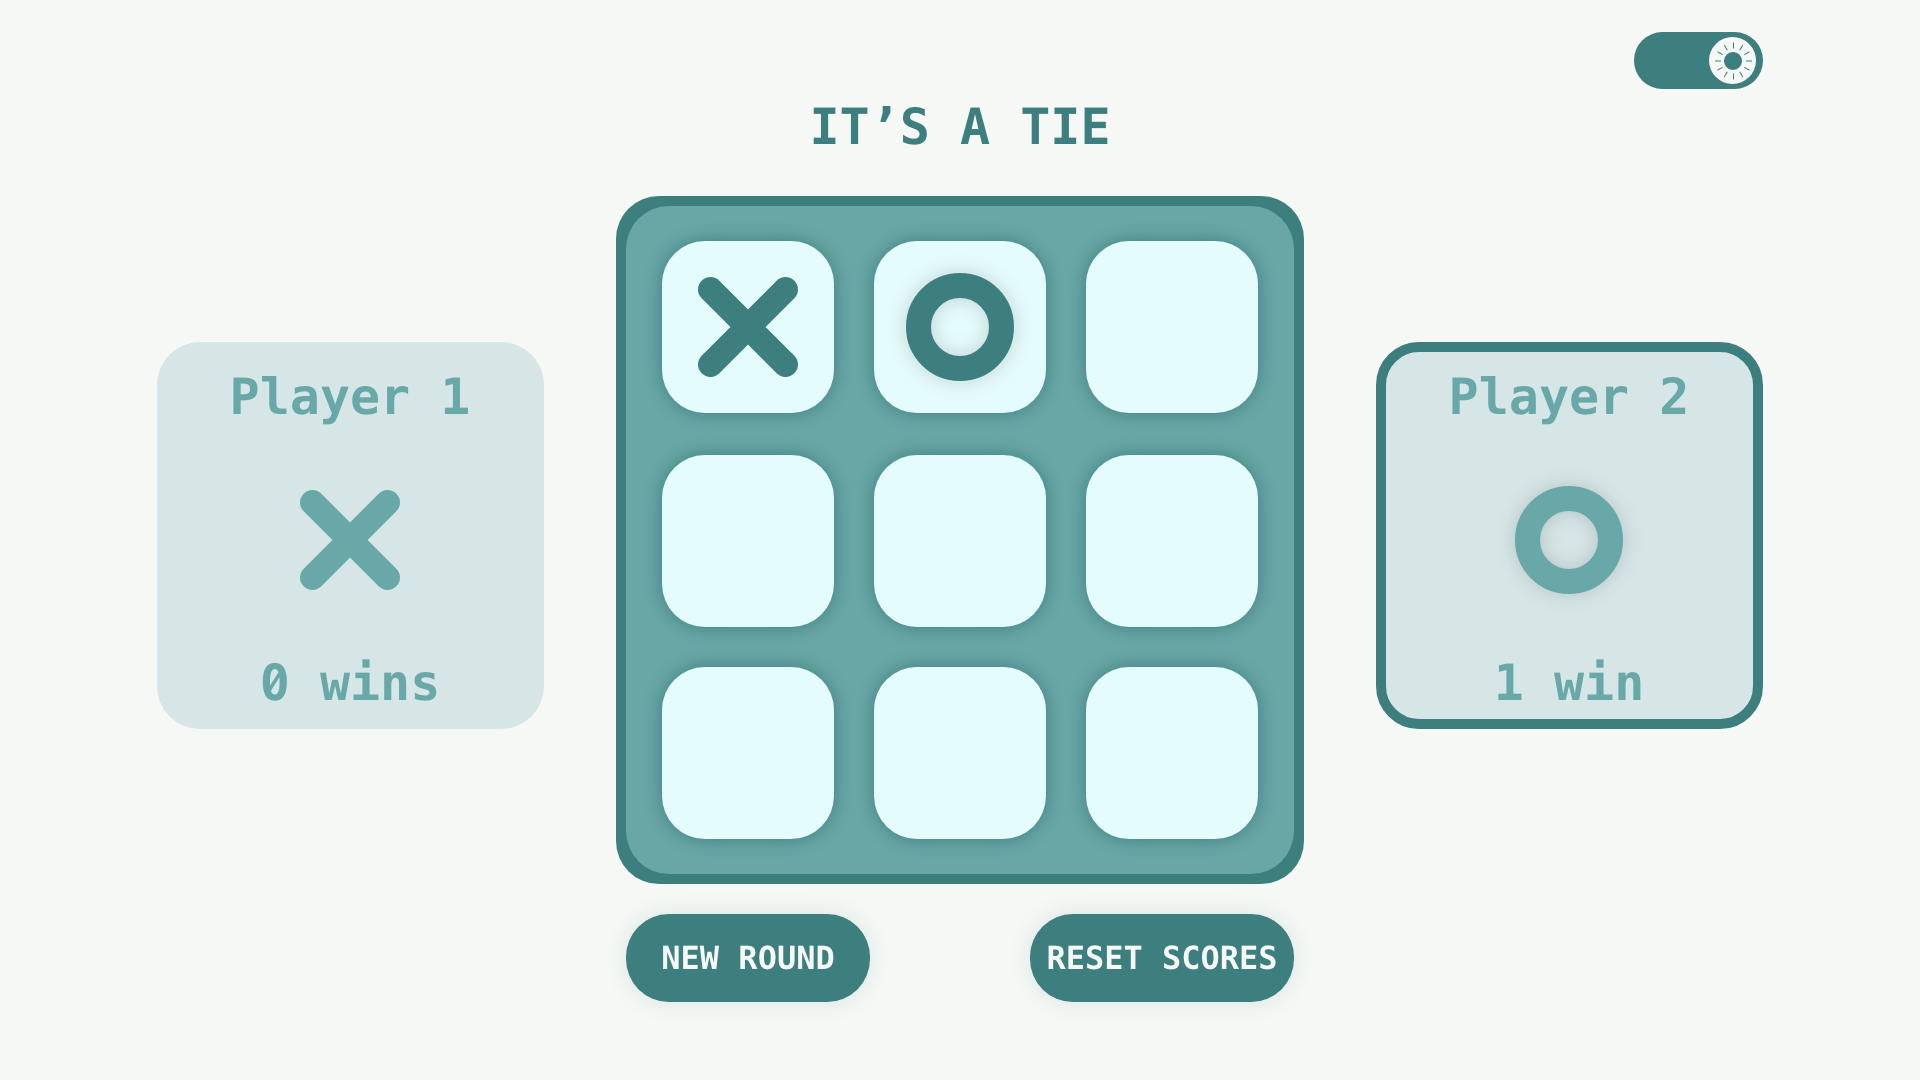 IT’S A TIE
Player 1
0 wins
Player 2
1 win
NEW ROUND
RESET SCORES